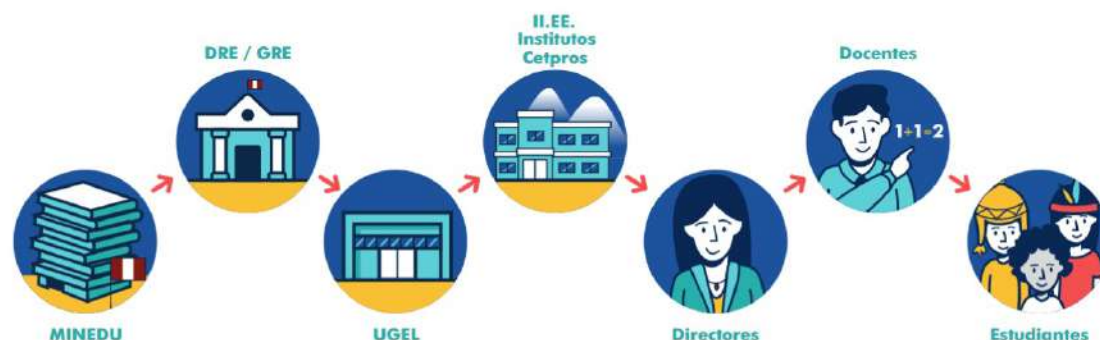 MINEDU
DRE / GRE
UGEL
II.EE.
Institutos
Cetpros
Directores
Docentes
1+1=2
Estudiantes